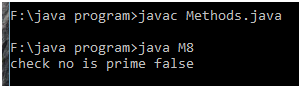 F:\java program>javac Methods.java
F:\java program>java M8
check no is prime false